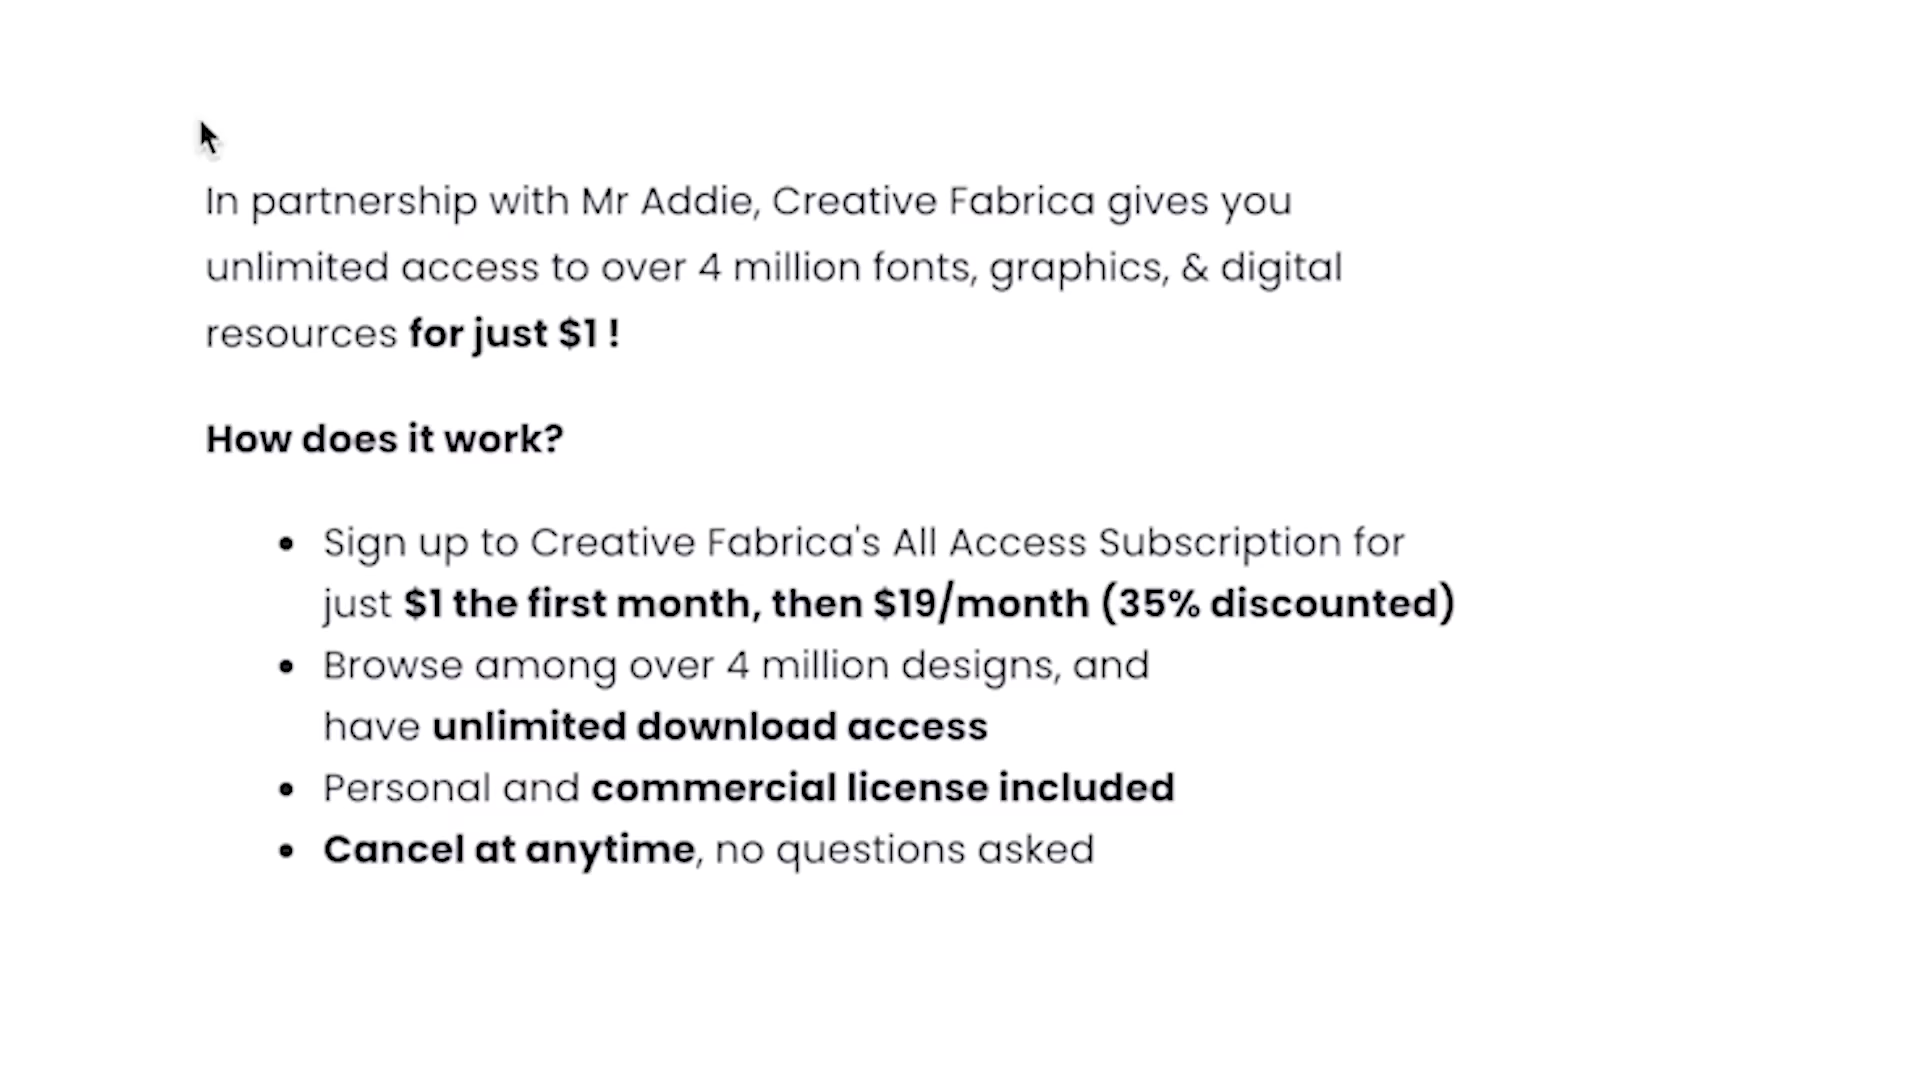 In partnership with Mr Addie, Creative Fabrica gives you
unlimited access to over 4 million fonts, graphics, & digital
resources for just $1 !
How does it work?
• Sign up to Creative Fabrica's All Access Subscription for
just $1 the first month, then $19/month (35% discounted)
• Browse among over 4 million designs, and
have unlimited download access
• Personal and commercial license included
• Cancel at anytime, no questions asked